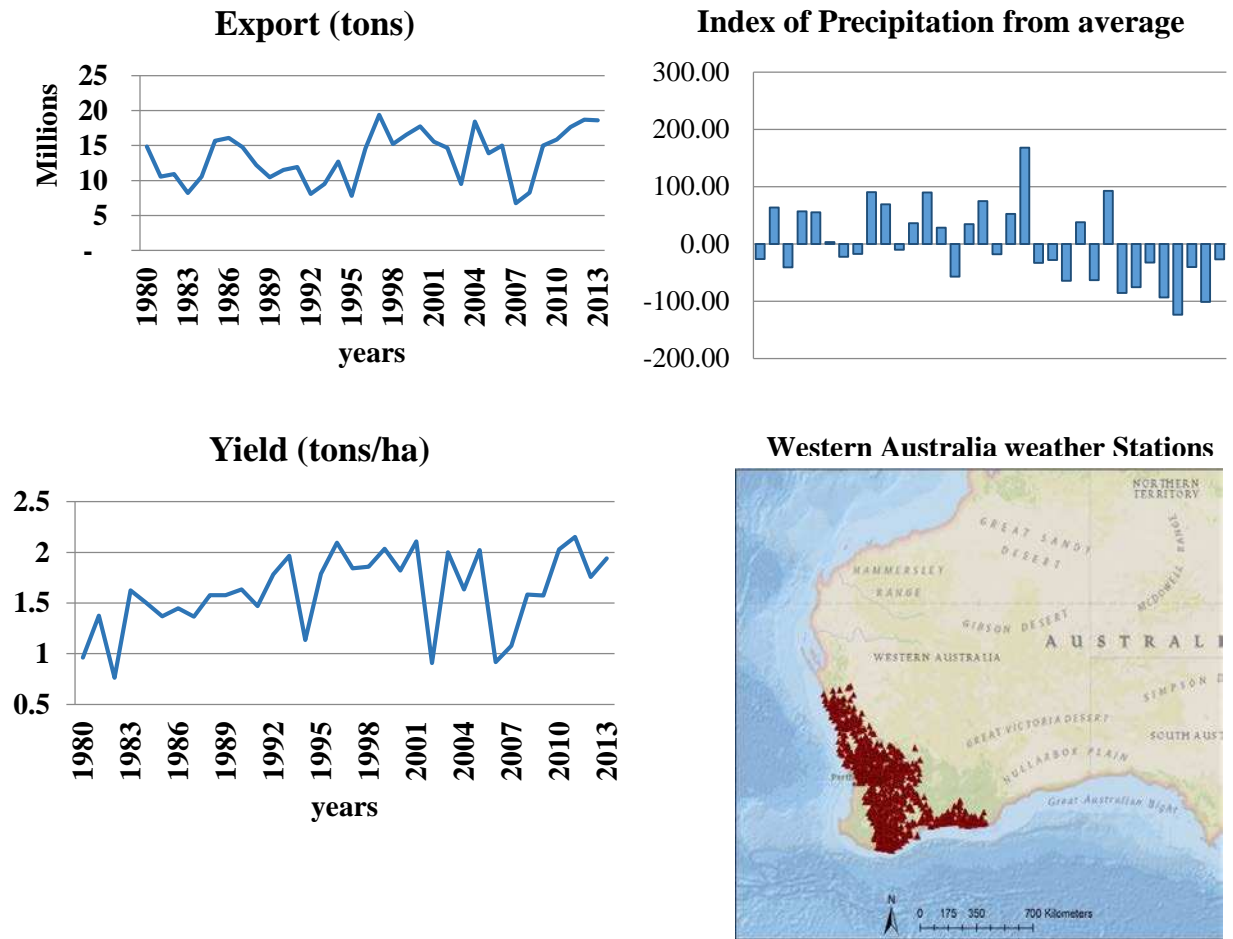 Export (tons)
Millions
25
20
15
10
5
-
1980
1983
1986
1989
1992
1995
1998
2001
2004
2007
2010
2013
years
Index of Precipitation from average
300.00
200.00
100.00
0.00
-100.00
-200.00
Yield (tons/ha)
2.5
2
1.5
1
0.5
1980
1983
1986
1989
1992
1995
1998
2001
2004
2007
2010
2013
years
Western Australia weather Stations
NORTHERN
TERRITORY
GREAT SANDY
DESERT
HAMMERSLEY
RANGE
MCDOWELL RANGE
GIBSON DESERT
AUSTRALI
WESTERN AUSTRALIA
SIMPSON D
GREAT VICTORIA DESERT
SOUTH AUST
NULLARBOR PLAIN
Perth
Great Australian Bight
N
0 175 350 700 Kilometers